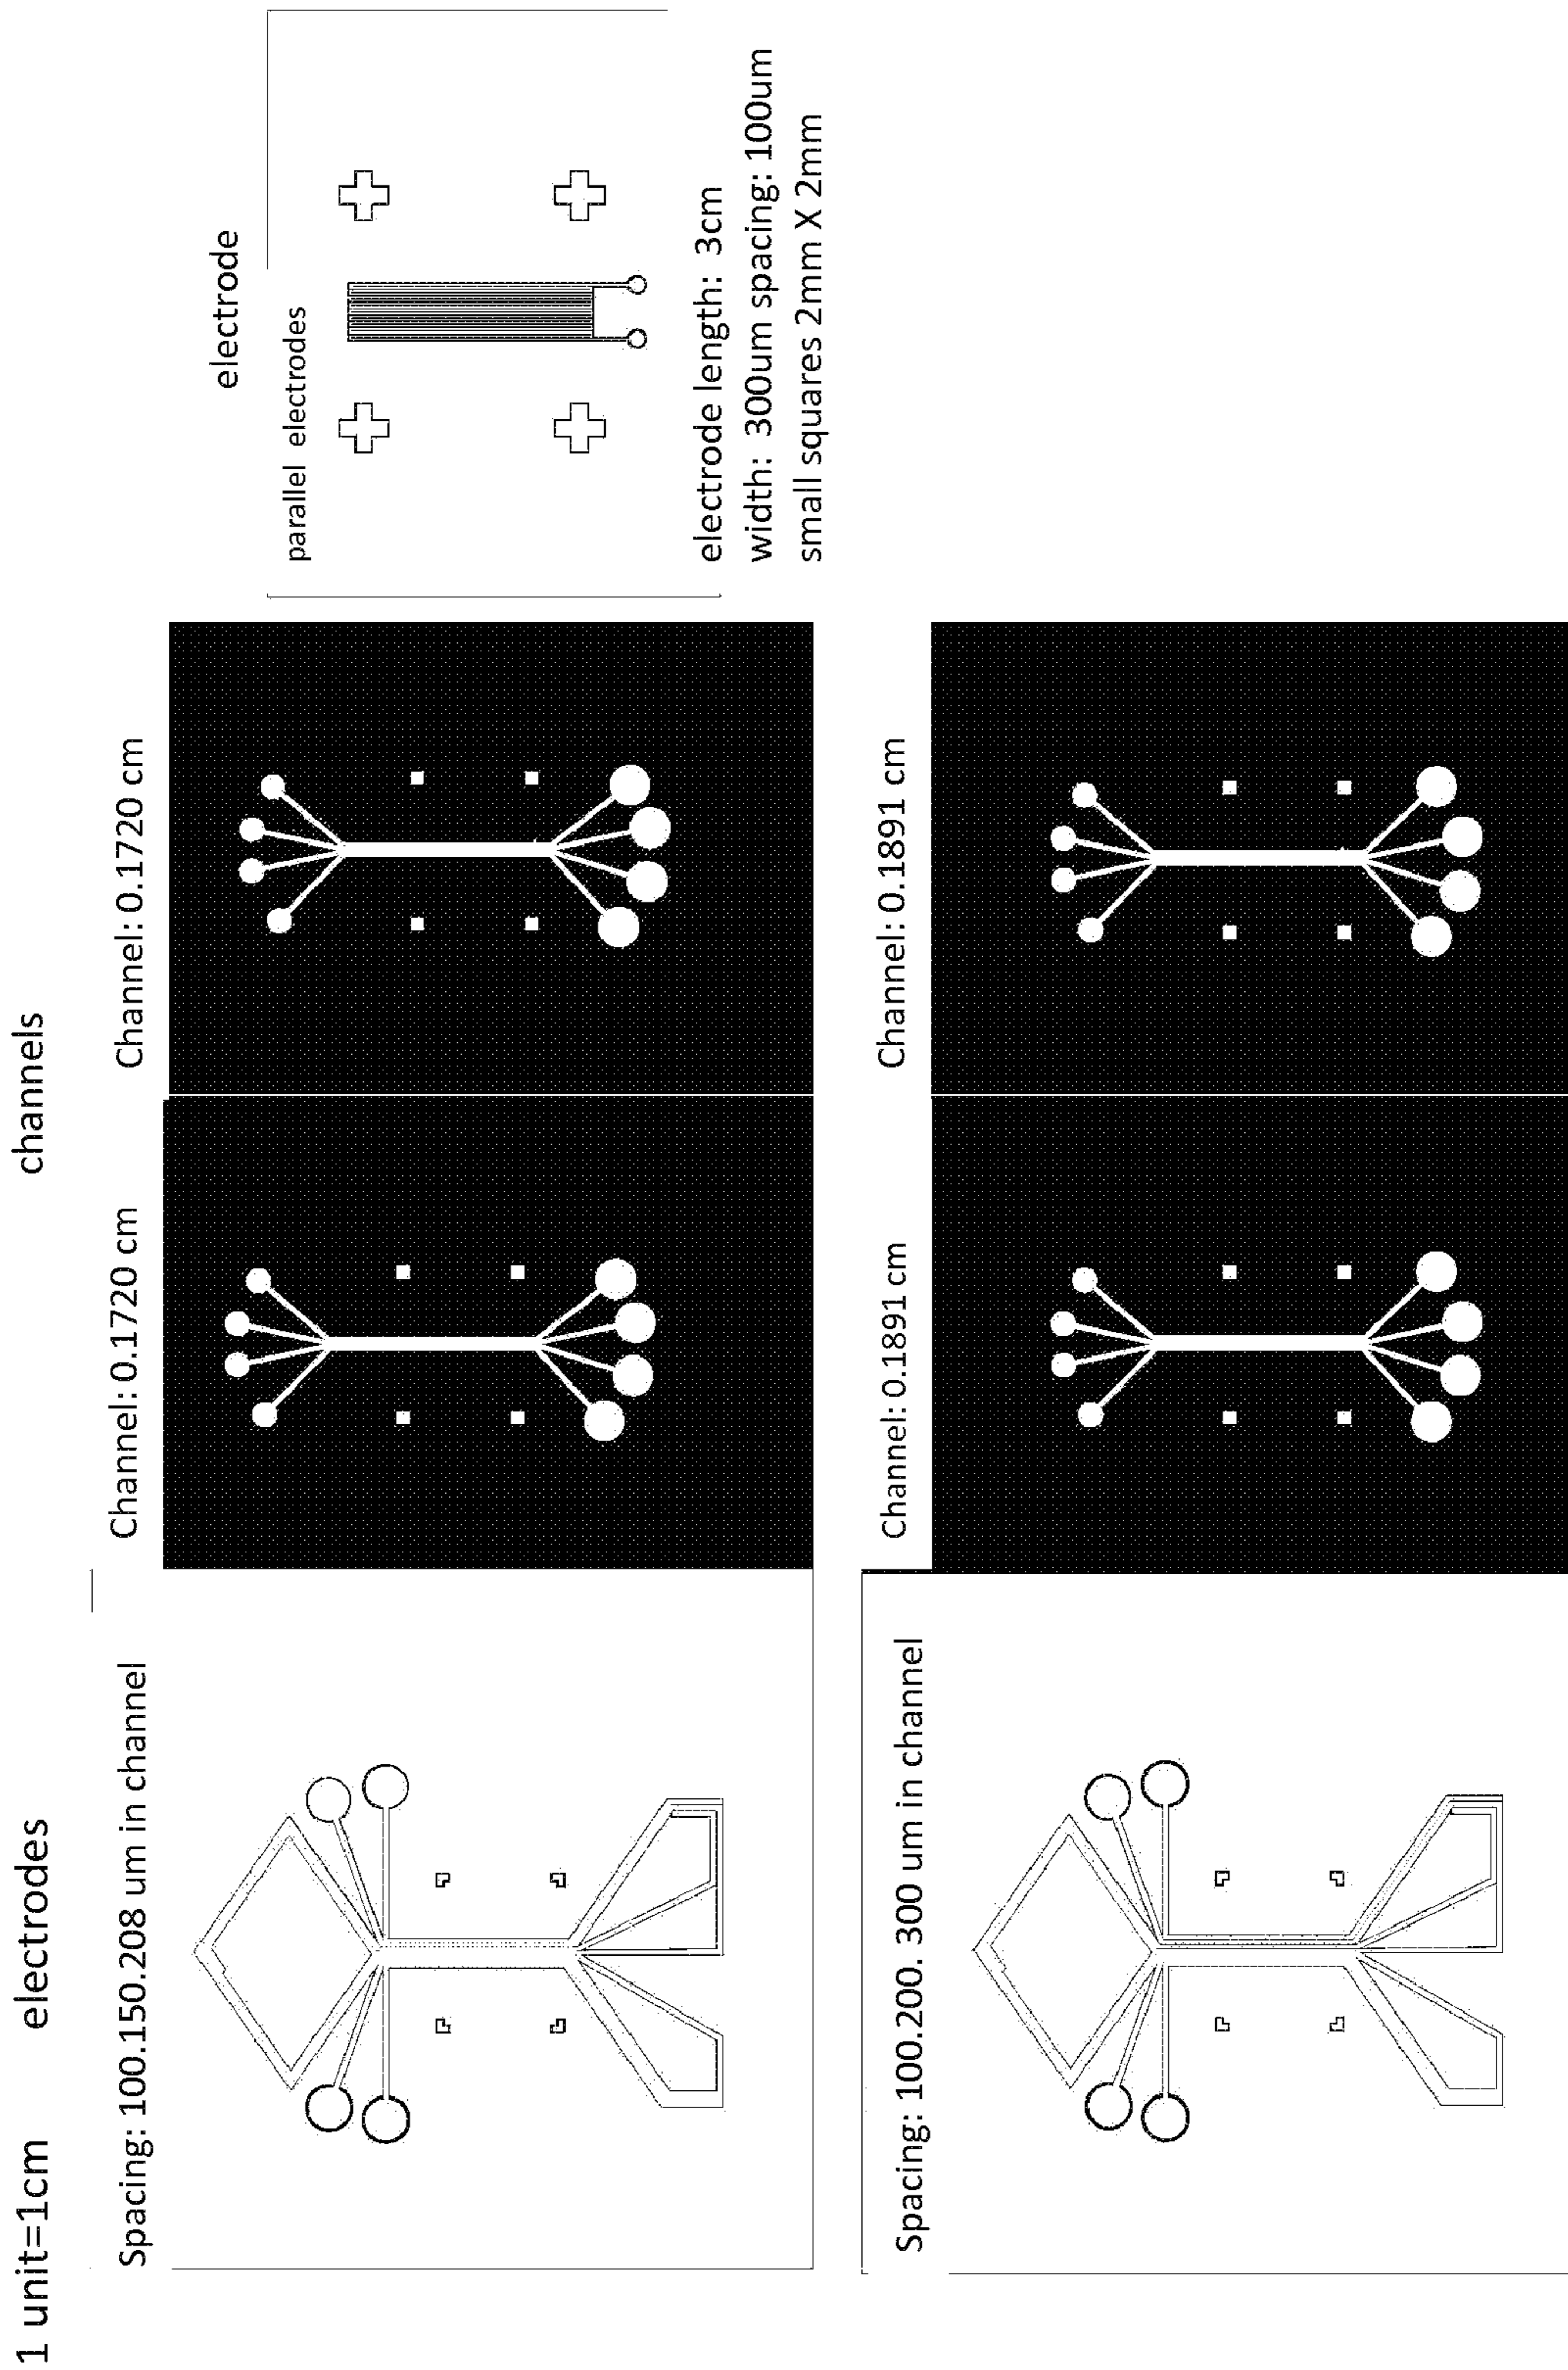 1 unit=1cm
electrodes
channels
Spacing: 100.150.208 um in channel
Channel: 0.1720 cm
Channel: 0.1720 cm
electrode
parallel electrodes
electrode length: 3cm
width: 300um spacing: 100um
small squares 2mm X 2mm
Spacing: 100.200. 300 um in channel
Channel: 0.1891 cm
Channel: 0.1891 cm